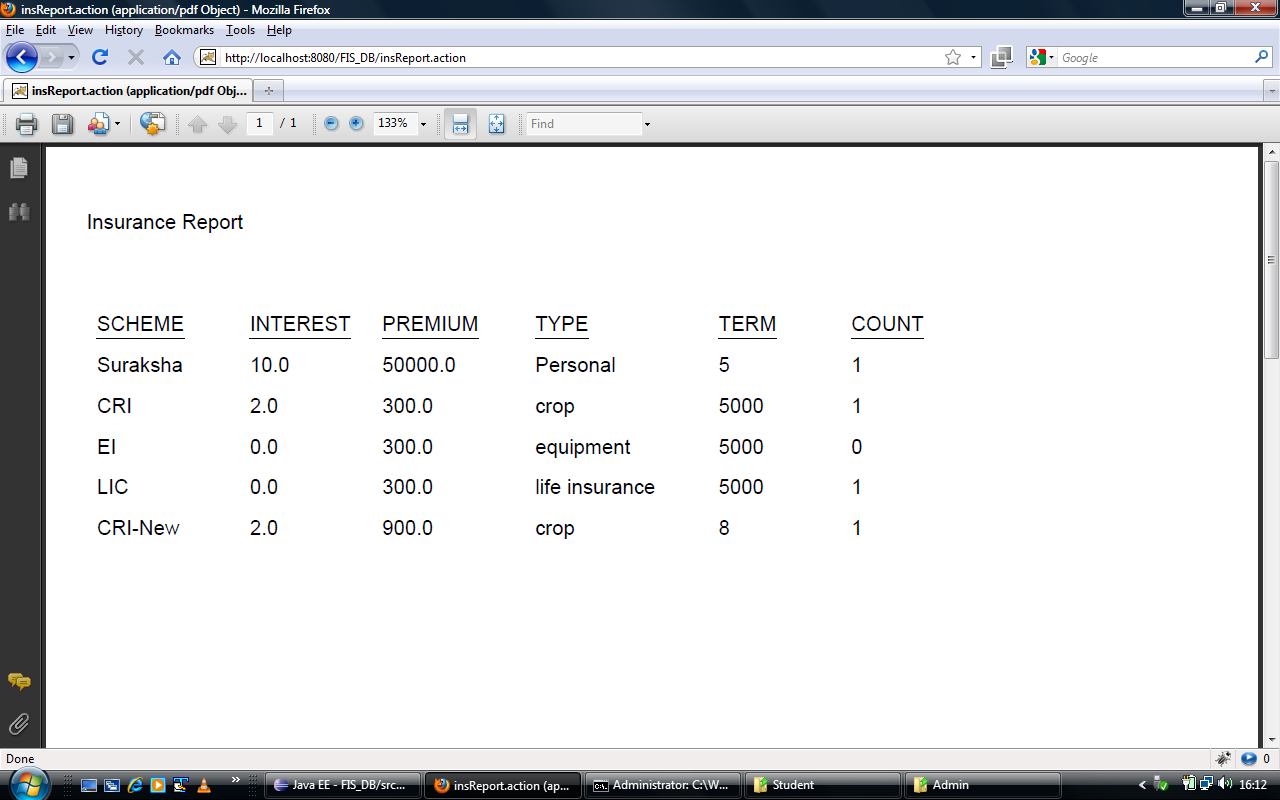 insReport.action (application/pdf Object) - Mozilla Firefox
File Edit View History Bookmarks Tools Help
http://localhost:8080/FIS_DB/insReport.action
Google
insReport.action (application/pdf Obj...
1 / 1 133% Find
Insurance Report
SCHEME INTEREST PREMIUM TYPE TERM COUNT
Suraksha 10.0 50000.0 Personal 5 1
CRI 2.0 300.0 crop 5000 1
EI 0.0 300.0 equipment 5000 0
LIC 0.0 300.0 life insurance 5000 1
CRI-New 2.0 900.0 crop 8 1
Done 0
Java EE - FIS_DB/src... insReport.action (ap... Administrator: C:\W... Student Admin 16:12